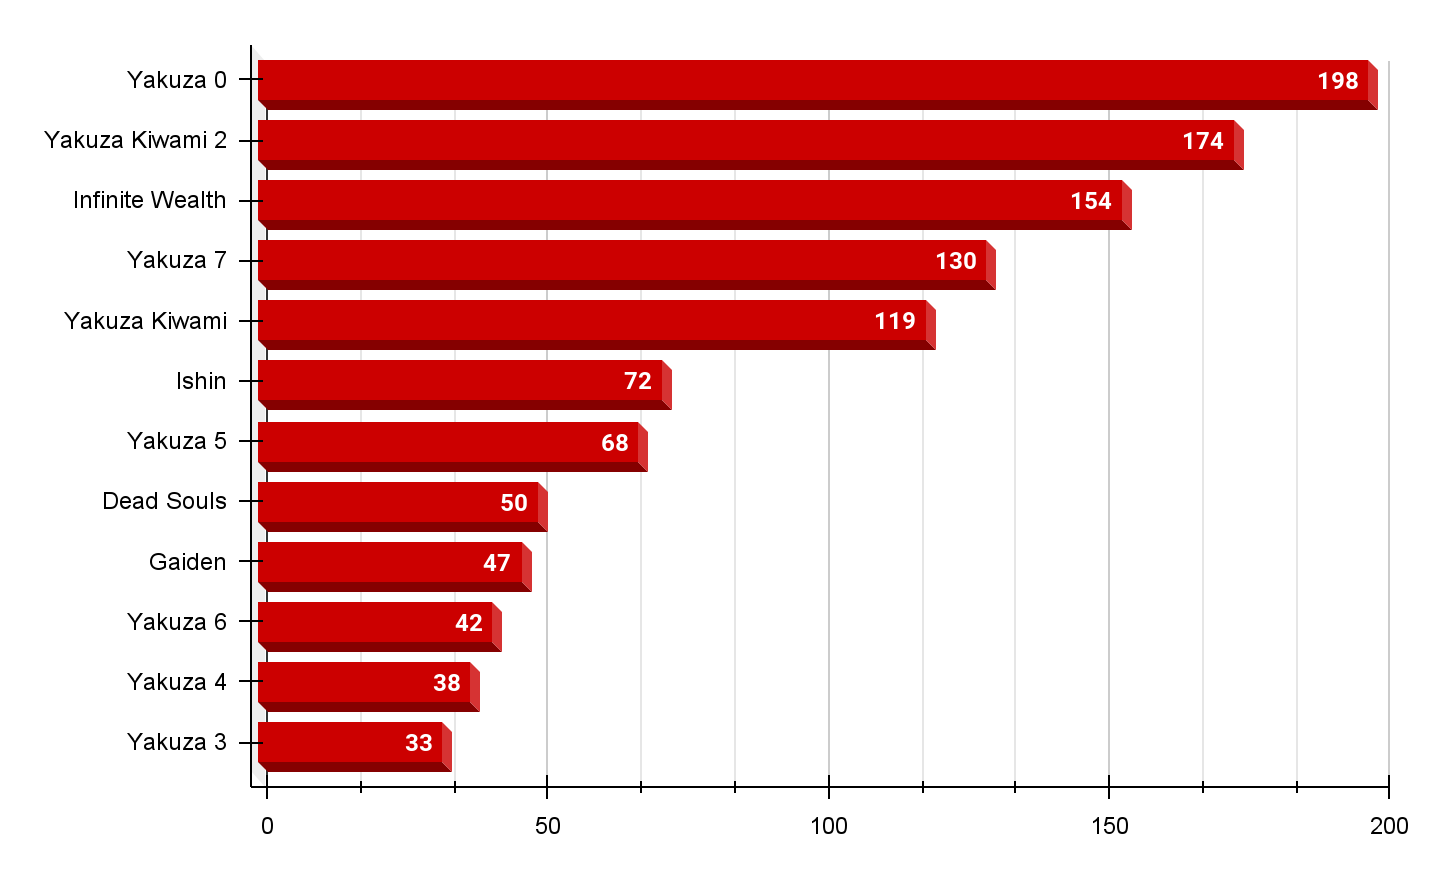 Yakuza 0 198
Yakuza Kiwami 2 174
Infinite Wealth 154
Yakuza 7 130
Yakuza Kiwami 119
Ishin 72
Yakuza 5 68
Dead Souls 50
Gaiden 47
Yakuza 6 42
Yakuza 4 38
Yakuza 3 33
0 50 100 150 200